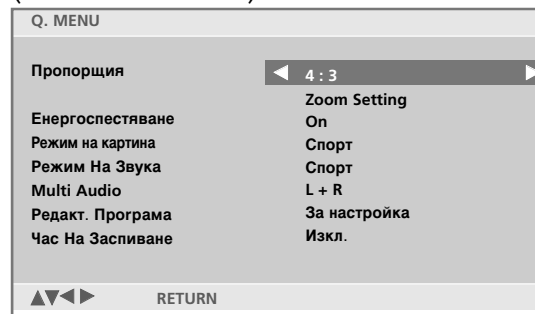 Q. MENU
Пропорщия 4 : 3
Zoom Setting
Енергоспестяване On
Режим на картина Спорт
Режим На Звука Спорт
Multi Audio L + R
Редакт. Програма За настройка
Час На Заспиване Изкл.
RETURN